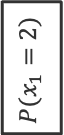 P(x₁ = 2)